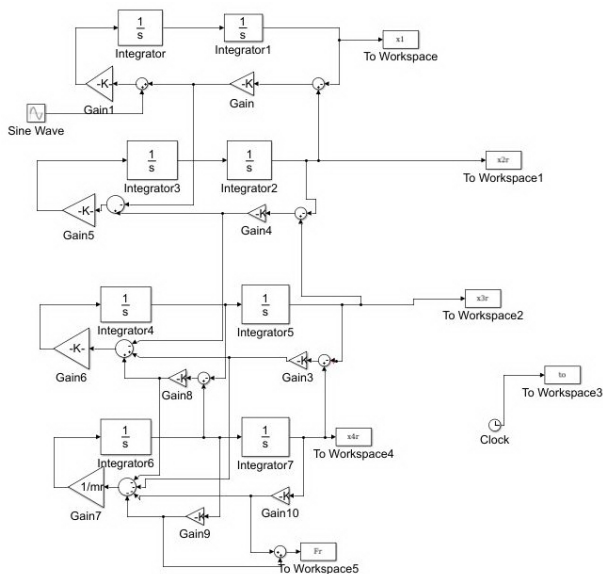 1
s
1
s
x1
Integrator
Integrator1
To Workspace
-K-
-K-
Gain1
Gain
Sine Wave
1
s
1
s
x2r
Integrator3
Integrator2
To Workspace1
-K-
-K-
Gain5
Gain4
1
s
1
s
x3r
Integrator4
Integrator5
To Workspace2
-K-
-K-
-K-
Gain6
Gain8
Gain3
to
To Workspace3
Clock
1
s
1
s
x4r
Integrator6
Integrator7
To Workspace4
1/mr
-K-
Gain7
Gain10
-K-
Gain9
Fr
To Workspace5